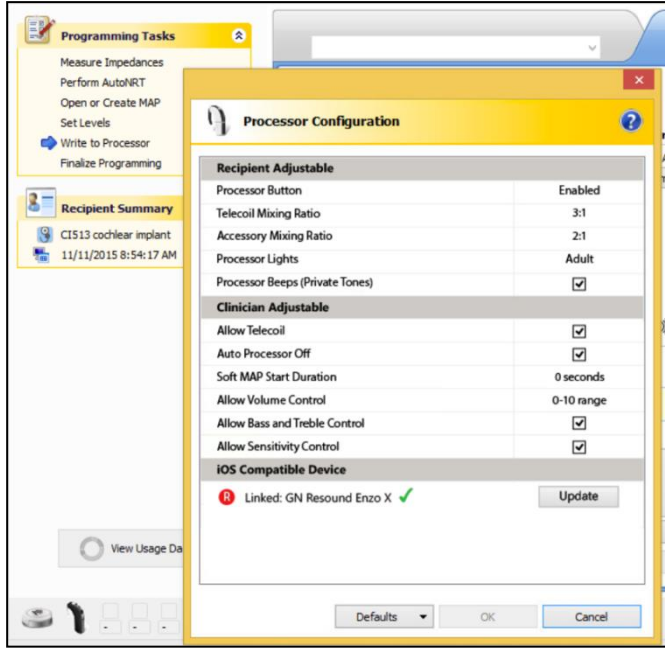 Programming Tasks
Measure Impedances
Perform AutoNRT
Open or Create MAP
Set Levels
Write to Processor
Finalize Programming
Recipient Summary
CI513 cochlear implant
11/11/2015 8:54:17 AM
View Usage Da
Processor Configuration
Recipient Adjustable
Processor Button Enabled
Telecoil Mixing Ratio 3:1
Accessory Mixing Ratio 2:1
Processor Lights Adult
Processor Beeps (Private Tones)
Clinician Adjustable
Allow Telecoil
Auto Processor Off
Soft MAP Start Duration 0 seconds
Allow Volume Control 0-10 range
Allow Bass and Treble Control
Allow Sensitivity Control
iOS Compatible Device
R Linked: GN Resound Enzo X Update
Defaults OK Cancel